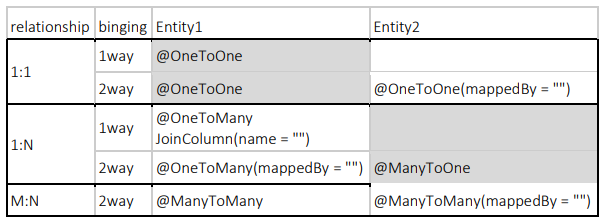 relationship binging Entity1 Entity2
1:1 1way @OneToOne
2way @OneToOne @OneToOne(mappedBy = "")
1:N 1way @OneToMany
JoinColumn(name = "")
2way @OneToMany(mappedBy = "") @ManyToOne
M:N 2way @ManyToMany @ManyToMany(mappedBy = "")